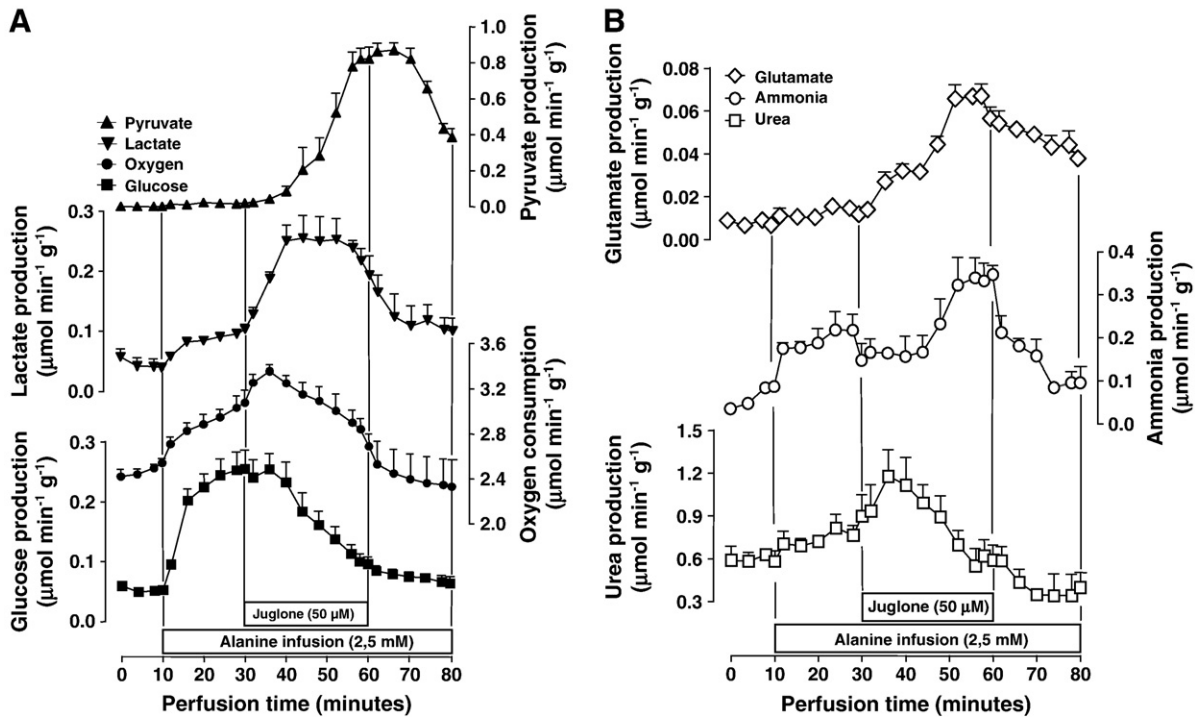 A
Pyruvate
Lactate
Oxygen
Glucose
1.0
0.8
0.6
0.4
0.2
0.0
Pyruvate production
(μmol min-1 g-1)
0.3
0.2
0.1
0.0
Lactate production
(μmol min-1 g-1)
3.6
3.2
2.8
2.4
2.0
Oxygen consumption
(μmol min-1 g-1)
0.3
0.2
0.1
0.0
Glucose production
(μmol min-1 g-1)
Juglone (50 μM)
Alanine infusion (2,5 mM)
0 10 20 30 40 50 60 70 80
Perfusion time (minutes)
B
0.08
0.06
0.04
0.02
0.00
Glutamate production
(μmol min-1 g-1)
Glutamate
Ammonia
Urea
0.4
0.3
0.2
0.1
0.0
Ammonia production
(μmol min-1 g-1)
1.5
1.2
0.9
0.6
0.3
Urea production
(μmol min-1 g-1)
Juglone (50 μM)
Alanine infusion (2,5 mM)
0 10 20 30 40 50 60 70 80
Perfusion time (minutes)